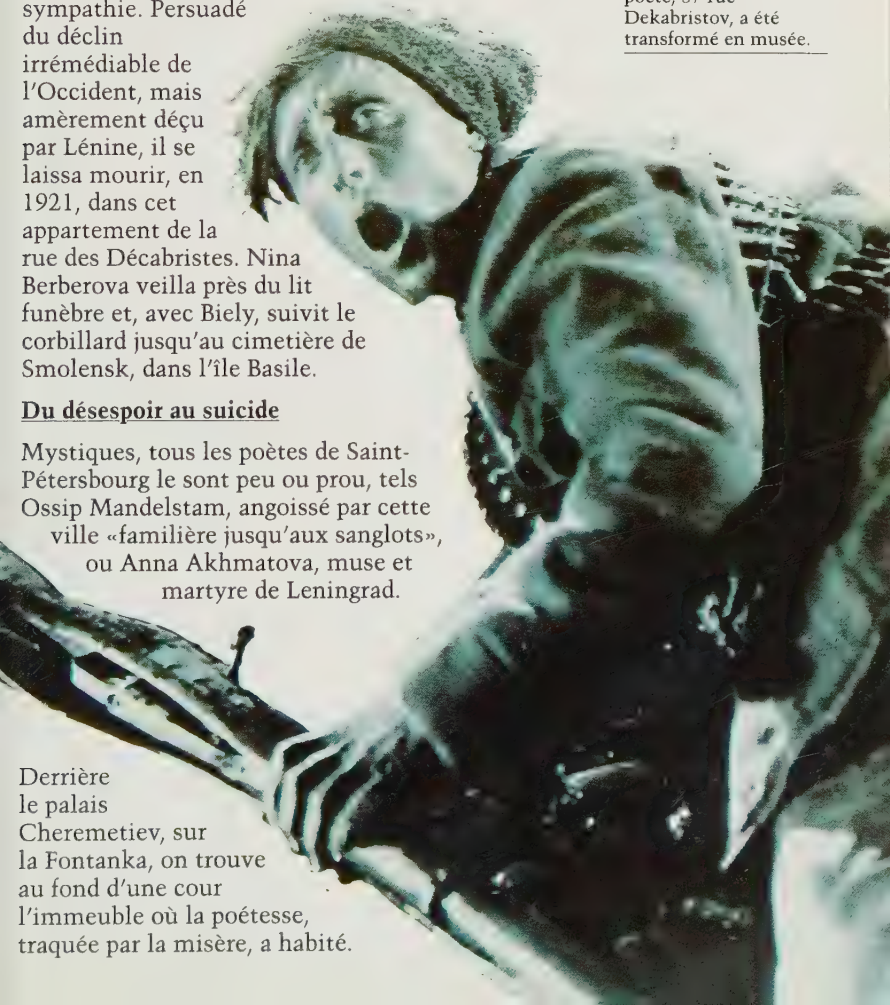 sympathie. Persuadé
du déclin
irrémédiable de
l'Occident, mais
amèrement déçu
par Lénine, il se
laissa mourir, en
1921, dans cet
appartement de la
rue des Décabristes. Nina
Berberova veilla près du lit
funèbre et, avec Biely, suivit le
corbillard jusqu'au cimetière de
Smolensk, dans l'île Basile.
Du désespoir au suicide
Mystiques, tous les poètes de Saint-
Pétersbourg le sont peu ou prou, tels
Ossip Mandelstam, angoissé par cette
ville «familière jusqu'aux sanglots»,
ou Anna Akhmatova, muse et
martyre de Leningrad.
Derrière
le palais
Cheremetiev, sur
la Fontanka, on trouve
au fond d'une cour
l'immeuble où la poétesse,
traquée par la misère, a habité.
Dekabristov, a été
transformé en musée.